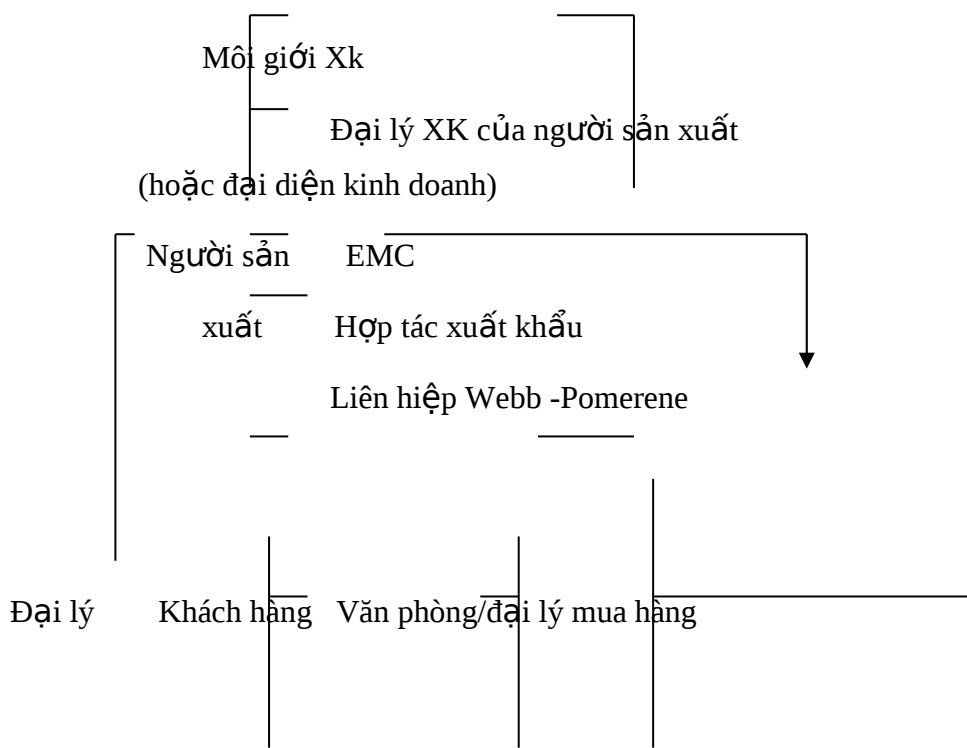 Môi giới Xk
Đại lý XK của người sản xuất
(hoặc đại diện kinh doanh)
Người sản EMC
xuất Hợp tác xuất khẩu
Liên hiệp Webb -Pomerene
Đại lý Khách hàng Văn phòng/đại lý mua hàng